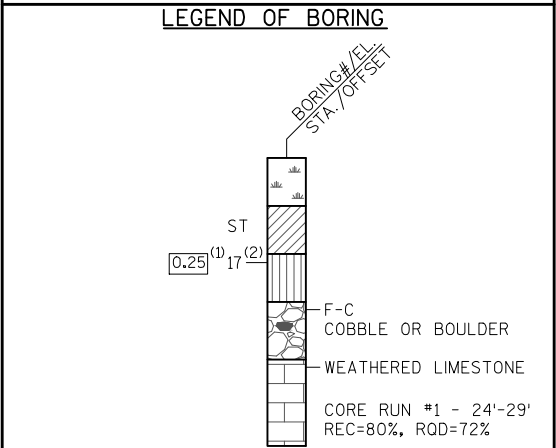 LEGEND OF BORING
BORING#/EL.
STA./OFFSET
ST
0.25 (1) 17 (2)
F-C
COBBLE OR BOULDER
WEATHERED LIMESTONE
CORE RUN #1 - 24'-29'
REC=80%, RQD=72%